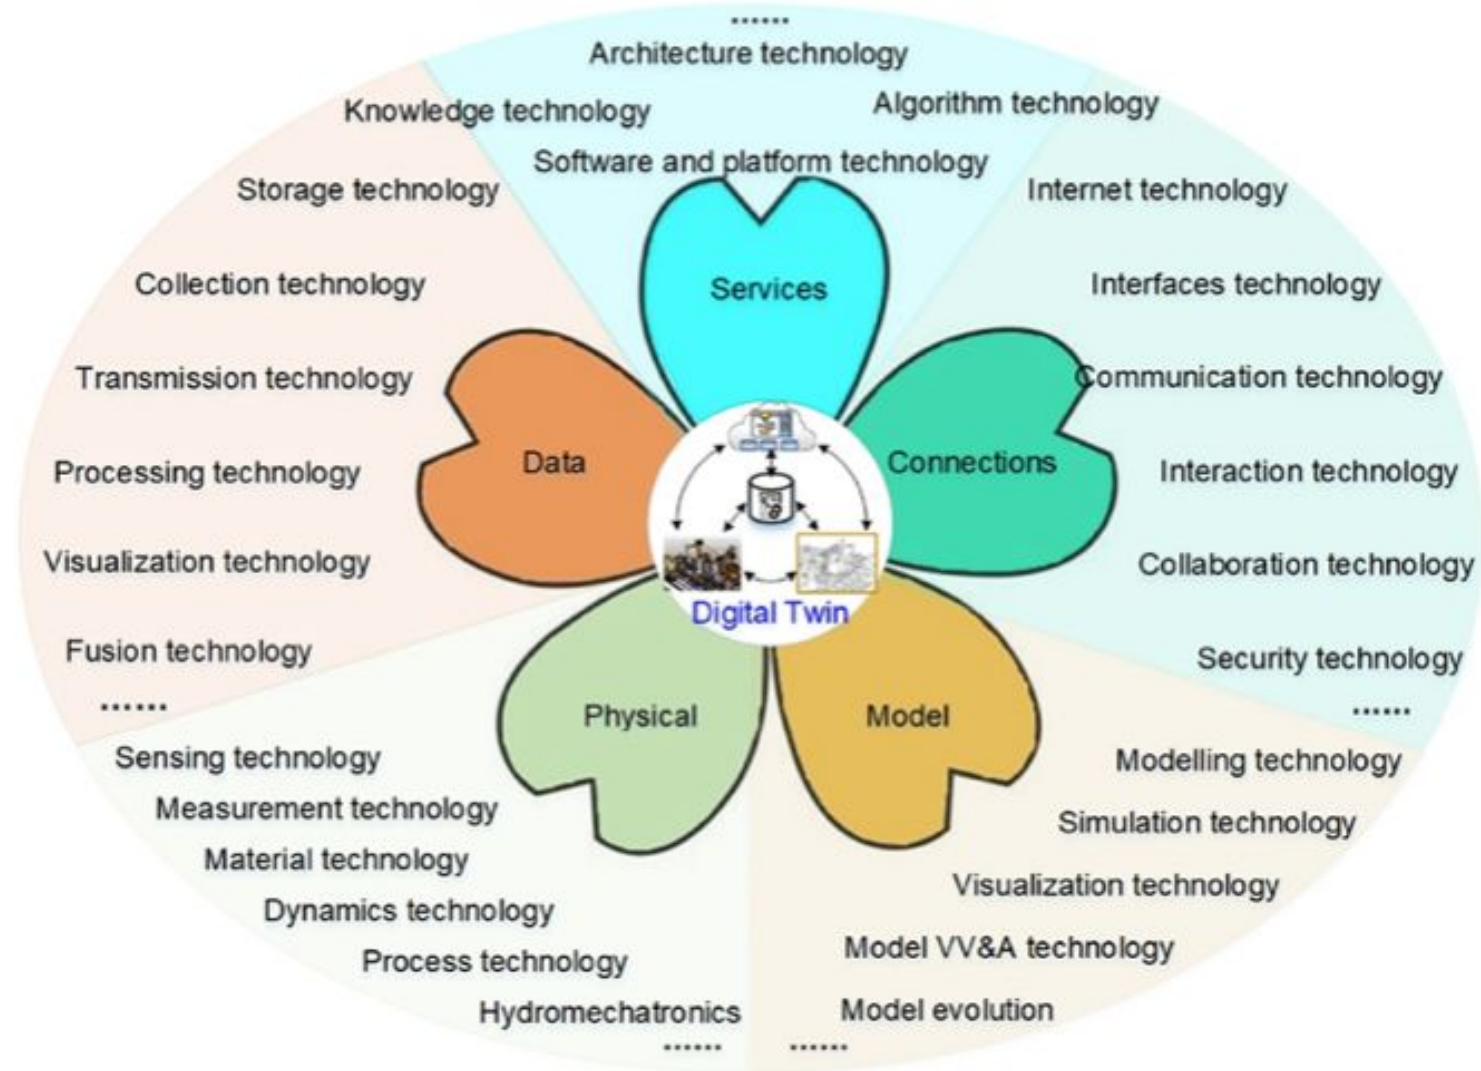 ......
Architecture technology
Knowledge technology
Algorithm technology
Software and platform technology
Services
Storage technology
Collection technology
Transmission technology
Processing technology
Visualization technology
Fusion technology
......
Data
Internet technology
Interfaces technology
Communication technology
Interaction technology
Collaboration technology
Security technology
......
Connections
Digital Twin
Physical
Sensing technology
Measurement technology
Material technology
Dynamics technology
Process technology
Hydromechatronics
......
Model
Modelling technology
Simulation technology
Visualization technology
Model VV&A technology
Model evolution
......